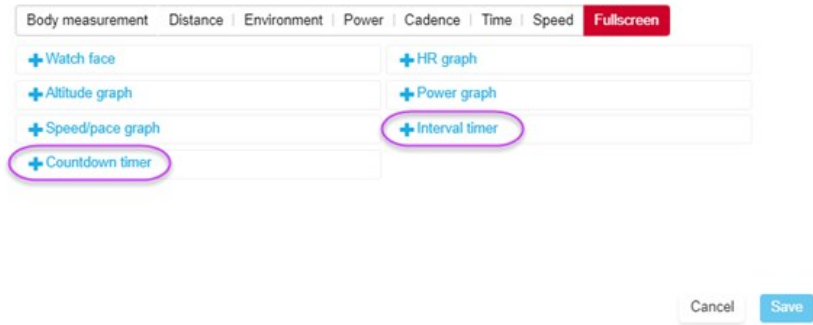 Body measurement Distance Environment Power Cadence Time Speed Fullscreen
Watch face HR graph
Altitude graph Power graph
Speed/pace graph Interval timer
Countdown timer
Cancel Save